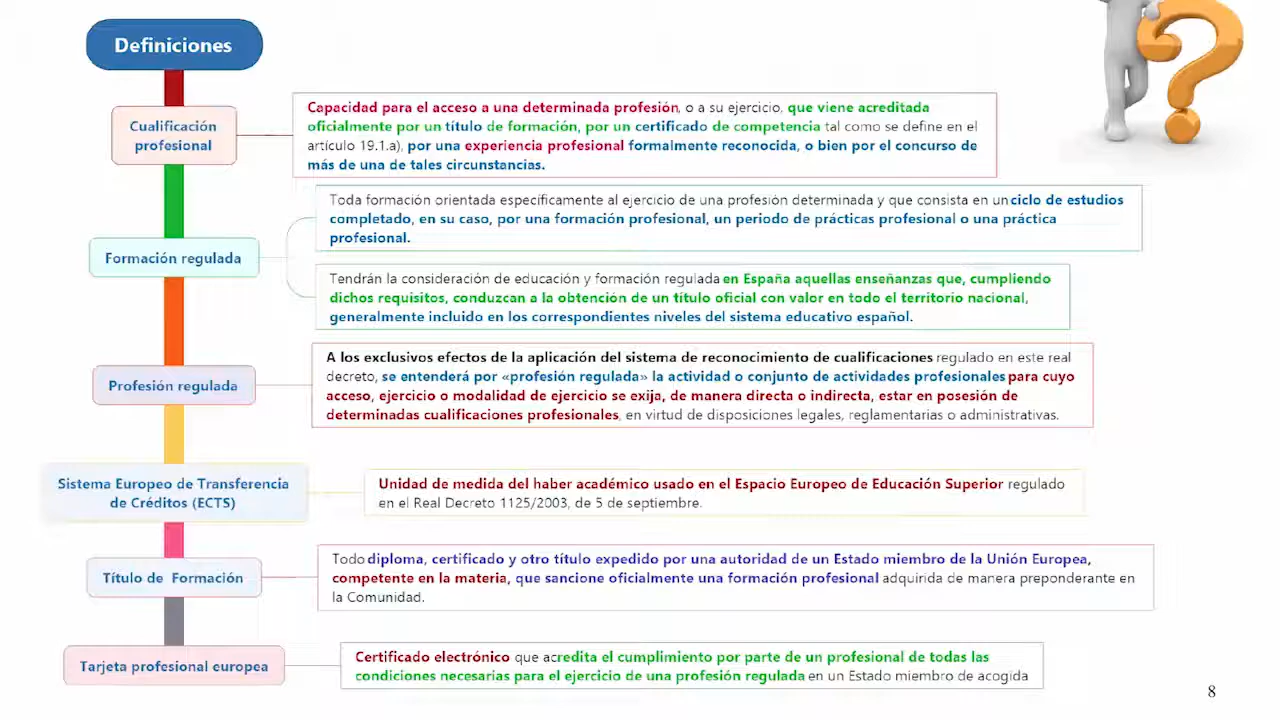 Definiciones
Cualificación
profesional
Capacidad para el acceso a una determinada profesión, o a su ejercicio, que viene acreditada
oficialmente por un título de formación, por un certificado de competencia tal como se define en el
artículo 19.1.a), por una experiencia profesional formalmente reconocida, o bien por el concurso de
más de una de tales circunstancias.
Formación regulada
Toda formación orientada específicamente al ejercicio de una profesión determinada y que consista en un ciclo de estudios
completado, en su caso, por una formación profesional, un periodo de prácticas profesional o una práctica
profesional.
Tendrán la consideración de educación y formación regulada en España aquellas enseñanzas que, cumpliendo
dichos requisitos, conduzcan a la obtención de un título oficial con valor en todo el territorio nacional,
generalmente incluido en los correspondientes niveles del sistema educativo español.
Profesión regulada
A los exclusivos efectos de la aplicación del sistema de reconocimiento de cualificaciones regulado en este real
decreto, se entenderá por «profesión regulada» la actividad o conjunto de actividades profesionales para cuyo
acceso, ejercicio o modalidad de ejercicio se exija, de manera directa o indirecta, estar en posesión de
determinadas cualificaciones profesionales, en virtud de disposiciones legales, reglamentarias o administrativas.
Sistema Europeo de Transferencia
de Créditos (ECTS)
Unidad de medida del haber académico usado en el Espacio Europeo de Educación Superior regulado
en el Real Decreto 1125/2003, de 5 de septiembre.
Título de Formación
Todo diploma, certificado y otro título expedido por una autoridad de un Estado miembro de la Unión Europea,
competente en la materia, que sancione oficialmente una formación profesional adquirida de manera preponderante en
la Comunidad.
Tarjeta profesional europea
Certificado electrónico que acredita el cumplimiento por parte de un profesional de todas las
condiciones necesarias para el ejercicio de una profesión regulada en un Estado miembro de acogida
8